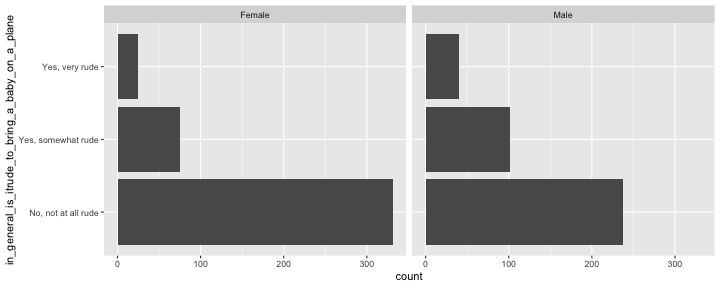 Female
Male
in_general_is_itrude_to_bring_a_baby_on_a_plane
Yes, very rude
Yes, somewhat rude
No, not at all rude
0 100 200 300
0 100 200 300
count